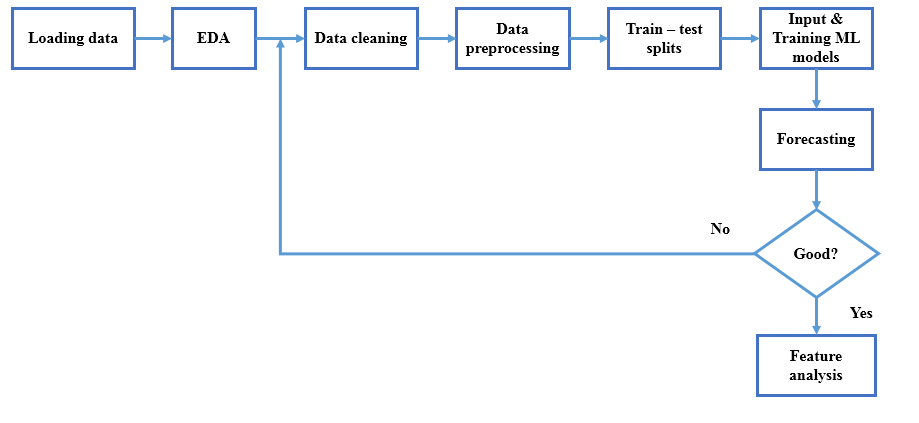 Loading data
EDA
Data cleaning
Data
preprocessing
Train – test
splits
Input &
Training ML
models
Forecasting
No
Good?
Yes
Feature
analysis